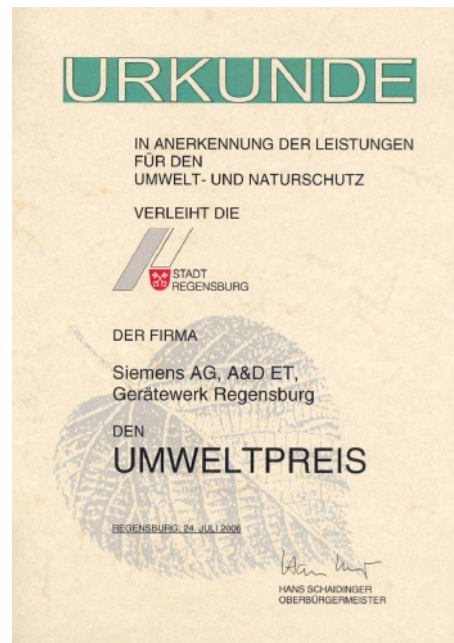 URKUNDE
IN ANERKENNUNG DER LEISTUNGEN
FÜR DEN
UMWELT- UND NATURSCHUTZ
VERLEIHT DIE
STADT
REGENSBURG
DER FIRMA
Siemens AG, A&D ET,
Gerätewerk Regensburg
DEN
UMWELTPREIS
REGENSBURG, 24. JULI 2006
HANS SCHAIDINGER
OBERBÜRGERMEISTER